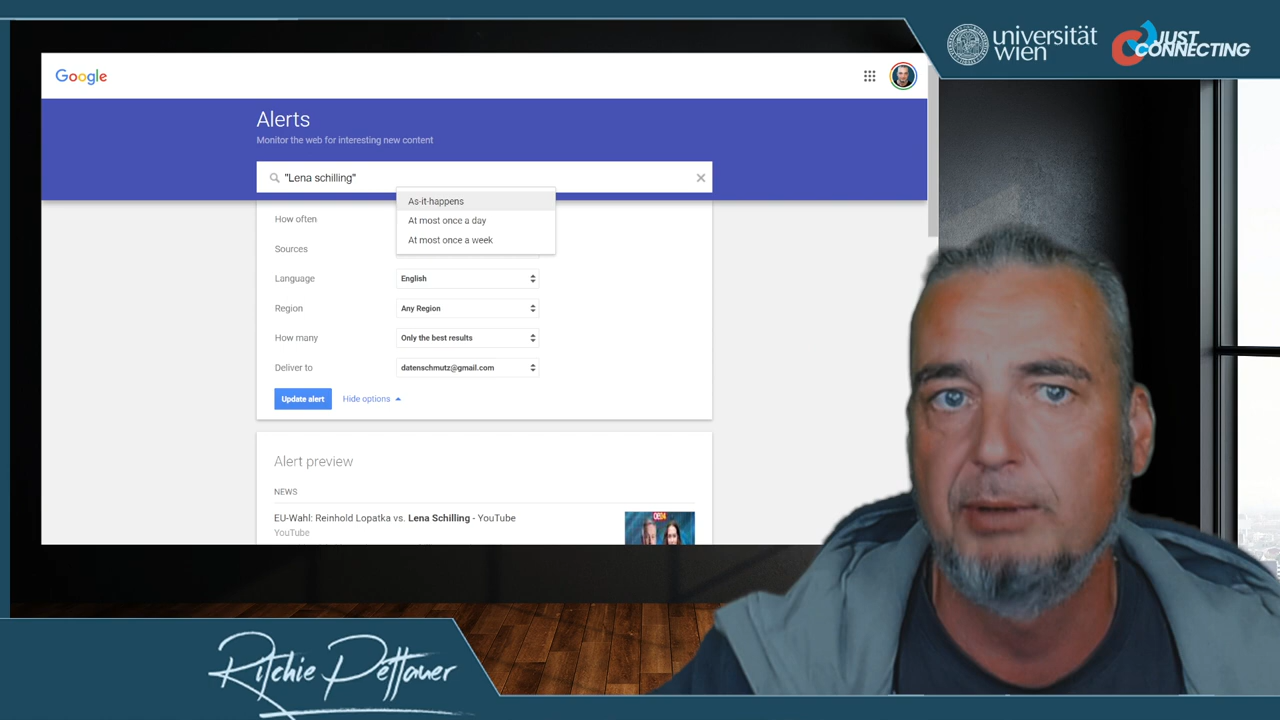 universität
wien
JUST
CONNECTING
Google
Alerts
Monitor the web for interesting new content
"Lena schilling"
As-it-happens
At most once a day
At most once a week
How often
Sources
Language
English
Region
Any Region
How many
Only the best results
Deliver to
datenschmutz@gmail.com
Update alert
Hide options
Alert preview
NEWS
EU-Wahl: Reinhold Lopatka vs. Lena Schilling - YouTube
YouTube
Ritchie Pettauer